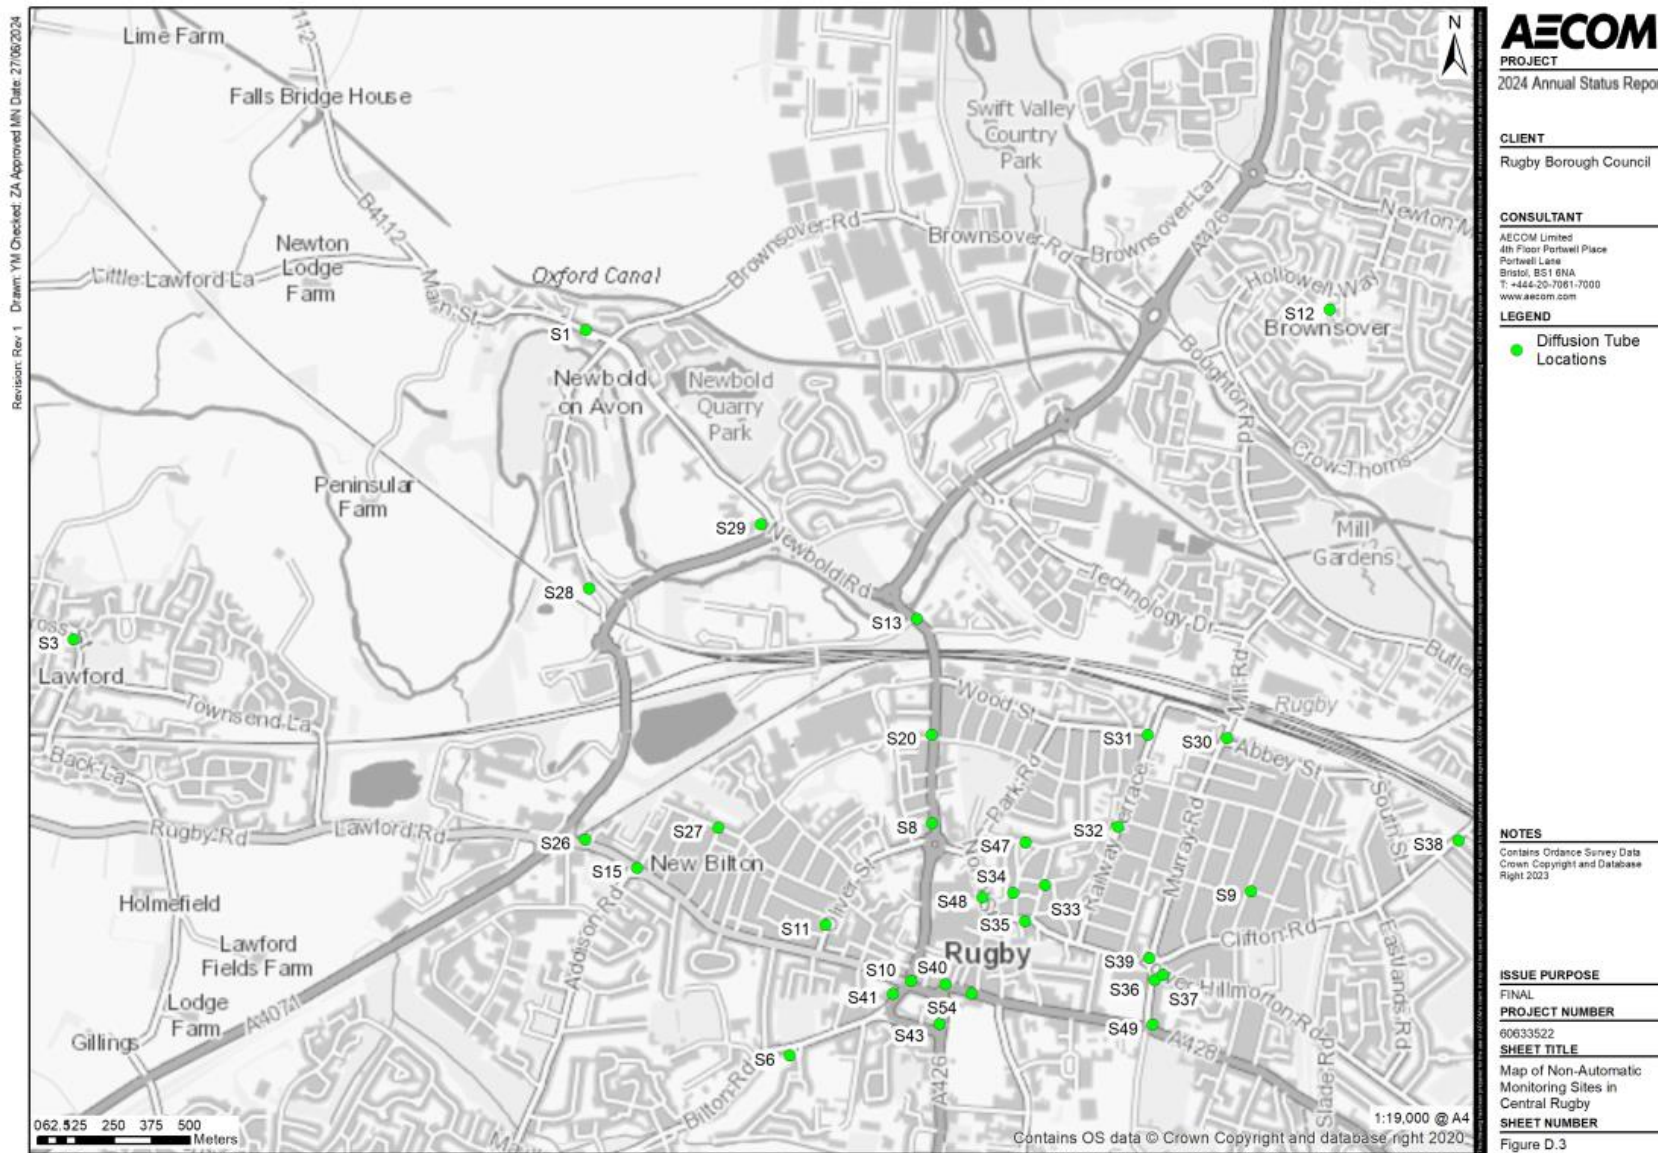 Revision: Rev 1 Drawn: YM Checked: ZA Approved MN Date: 27/06/2024
Lime Farm
Falls Bridge House
B4112
Swift Valley
Country
Park
N
Newton
Lodge
Farm
Little Lawford La
Main St
Oxford Canal
Brownsover Rd
Brownsover Rd
Brownsover La
A426
Hollowell Way
S12
Brownsover
S1
Newbold
on Avon
Newbold
Quarry
Park
Boughton Rd
Crow Thorns
Peninsular
Farm
S29
Newbold Rd
Mill
Gardens
S28
S13
Technology Dr
S3
Lawford
Townsend La
Back La
Wood St
Mill Rd
Rugby
S20
S31
S30
Abbey St
Park Rd
South St
Rugby Rd
Lawford Rd
S26
S27
S8
S47
S32
Railway Terrace
Murray Rd
S38
S15
New Bilton
S34
S48
S33
S9
Holmefield
Addison Rd
S11
S35
Clifton Rd
Eastlands Rd
Lawford
Fields Farm
Rugby
S39
S10
S40
S36
S37
Lodge
Farm
S41
S54
A4071
Gillings
S43
S49
A428
S6
Bilton Rd
A426
062.5125 250 375 500
Meters
1:19,000 @ A4
Contains OS data © Crown Copyright and database right 2020
AECOM
PROJECT
2024 Annual Status Repor
CLIENT
Rugby Borough Council
CONSULTANT
AECOM Limited
4th Floor Portwell Place
Portwell Lane
Bristol, BS1 6NA
T: +444-20-7061-7000
www.aecom.com
LEGEND
Diffusion Tube
Locations
NOTES
Contains Ordance Survey Data
Crown Copyright and Database
Right 2023
ISSUE PURPOSE
FINAL
PROJECT NUMBER
60633522
SHEET TITLE
Map of Non-Automatic
Monitoring Sites in
Central Rugby
SHEET NUMBER
Figure D.3